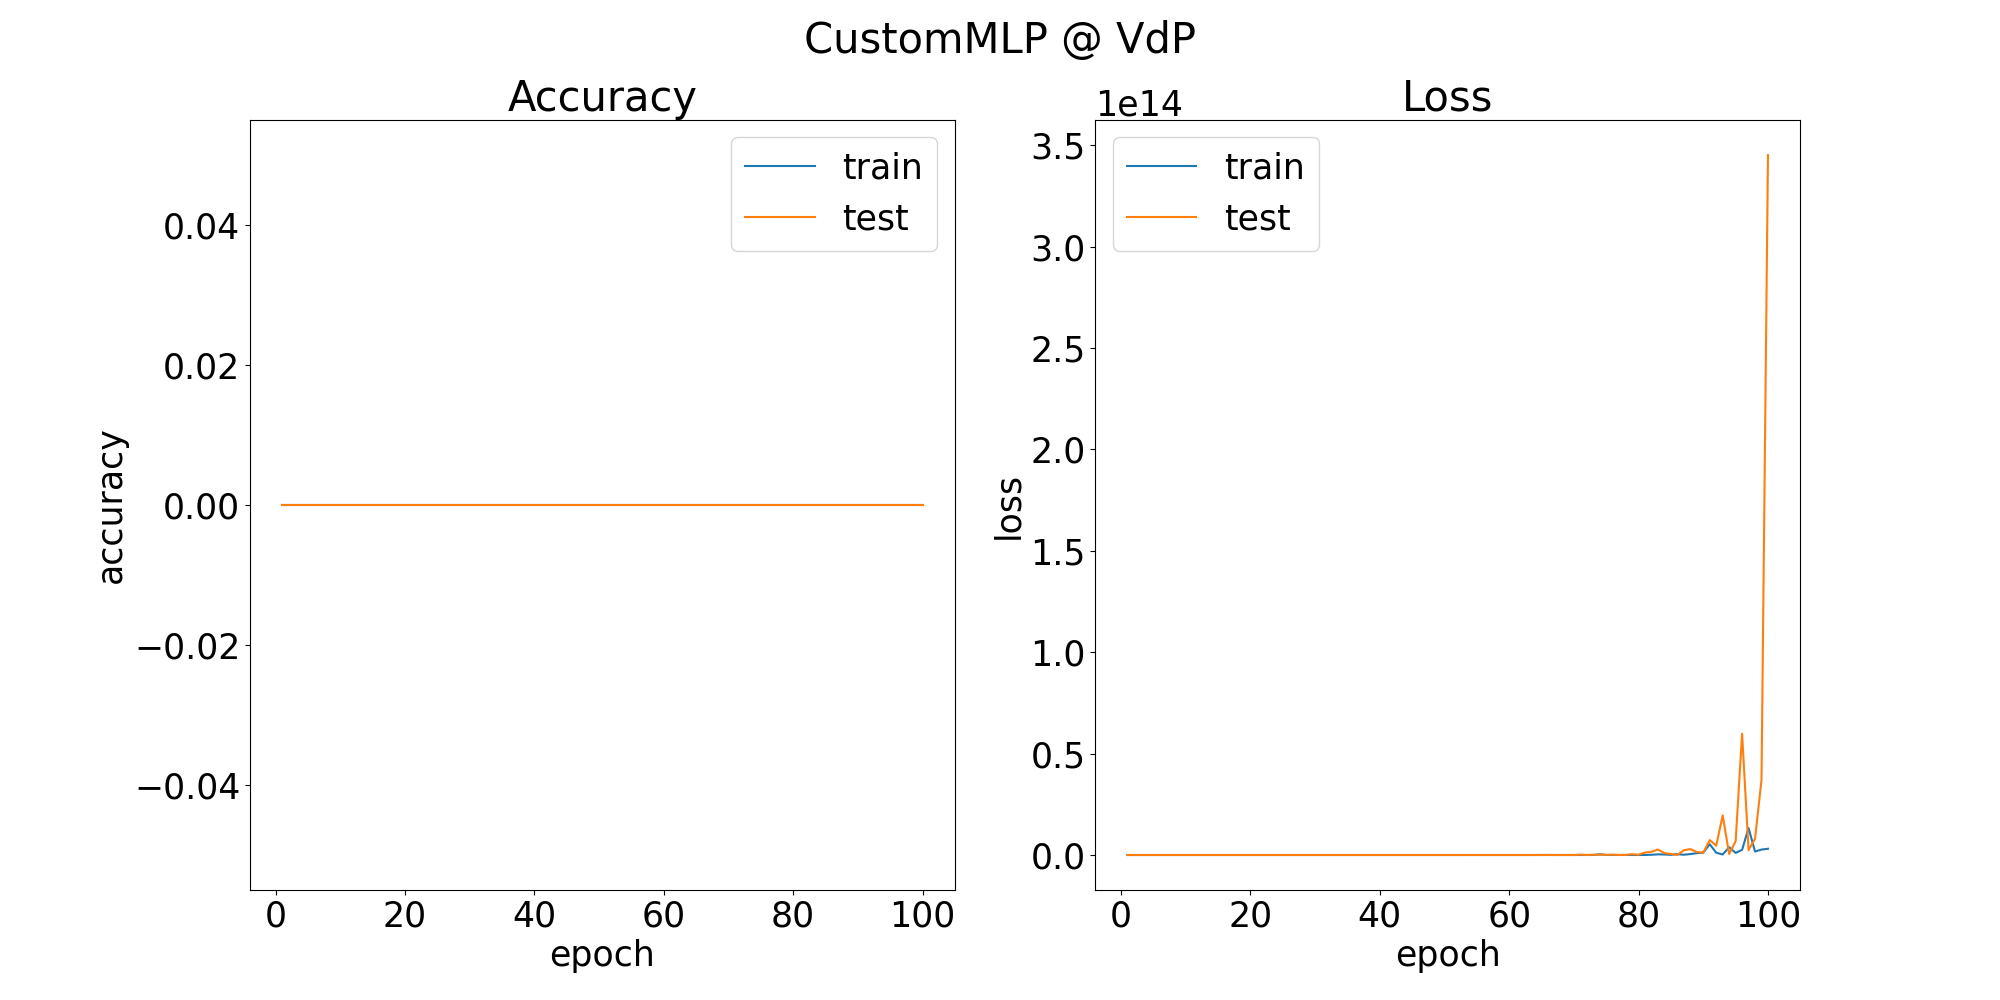 CustomMLP @ VdP
Accuracy
train
test
0.04
0.02
0.00
−0.02
−0.04
accuracy
0 20 40 60 80 100
epoch
Loss
1e14
train
test
3.5
3.0
2.5
2.0
1.5
1.0
0.5
0.0
loss
0 20 40 60 80 100
epoch